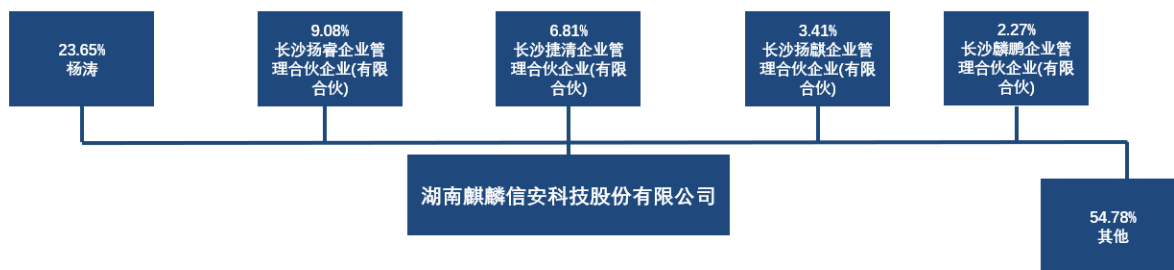 23.65%
杨涛
9.08%
长沙扬睿企业管
理合伙企业(有限
合伙)
6.81%
长沙捷清企业管
理合伙企业(有限
合伙)
3.41%
长沙扬麒企业管
理合伙企业(有限
合伙)
2.27%
长沙麟鹏企业管
理合伙企业(有限
合伙)
湖南麒麟信安科技股份有限公司
54.78%
其他